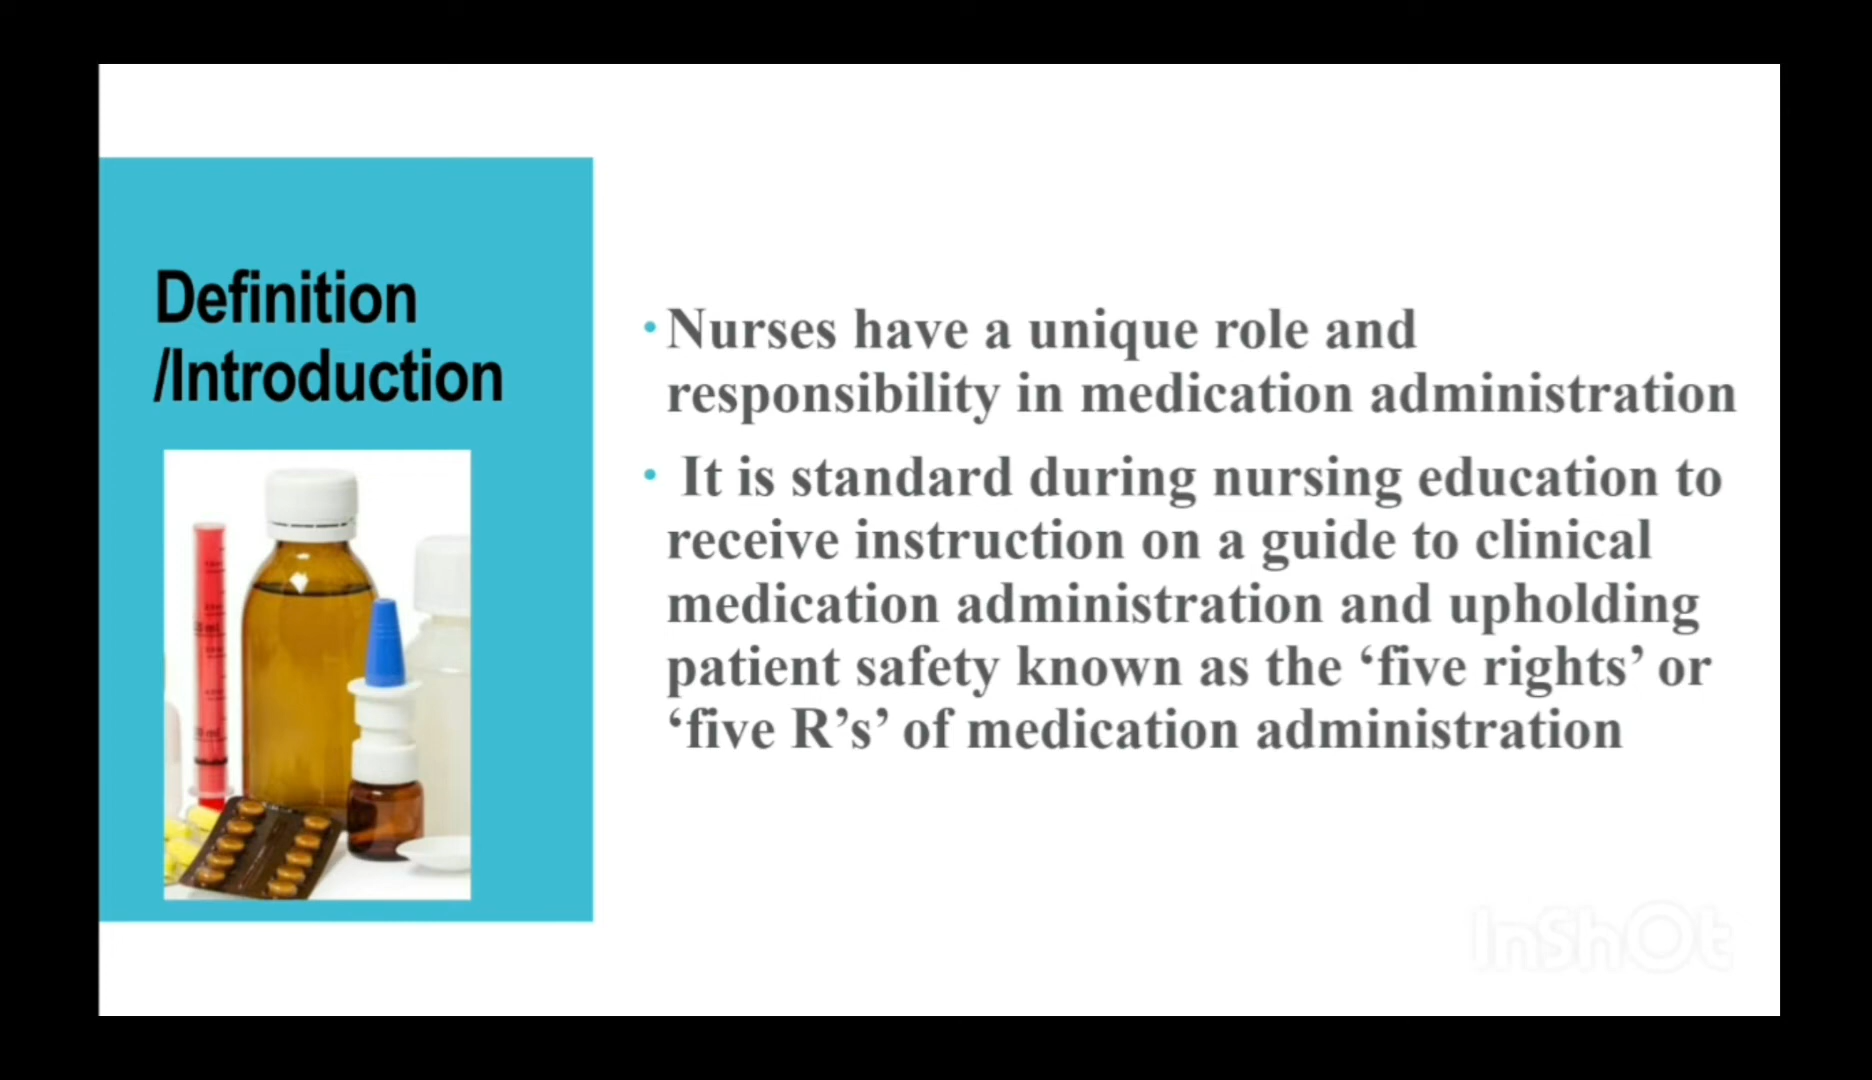 Definition
/Introduction
• Nurses have a unique role and
responsibility in medication administration
• It is standard during nursing education to
receive instruction on a guide to clinical
medication administration and upholding
patient safety known as the ‘five rights’ or
‘five R’s’ of medication administration
InShOt